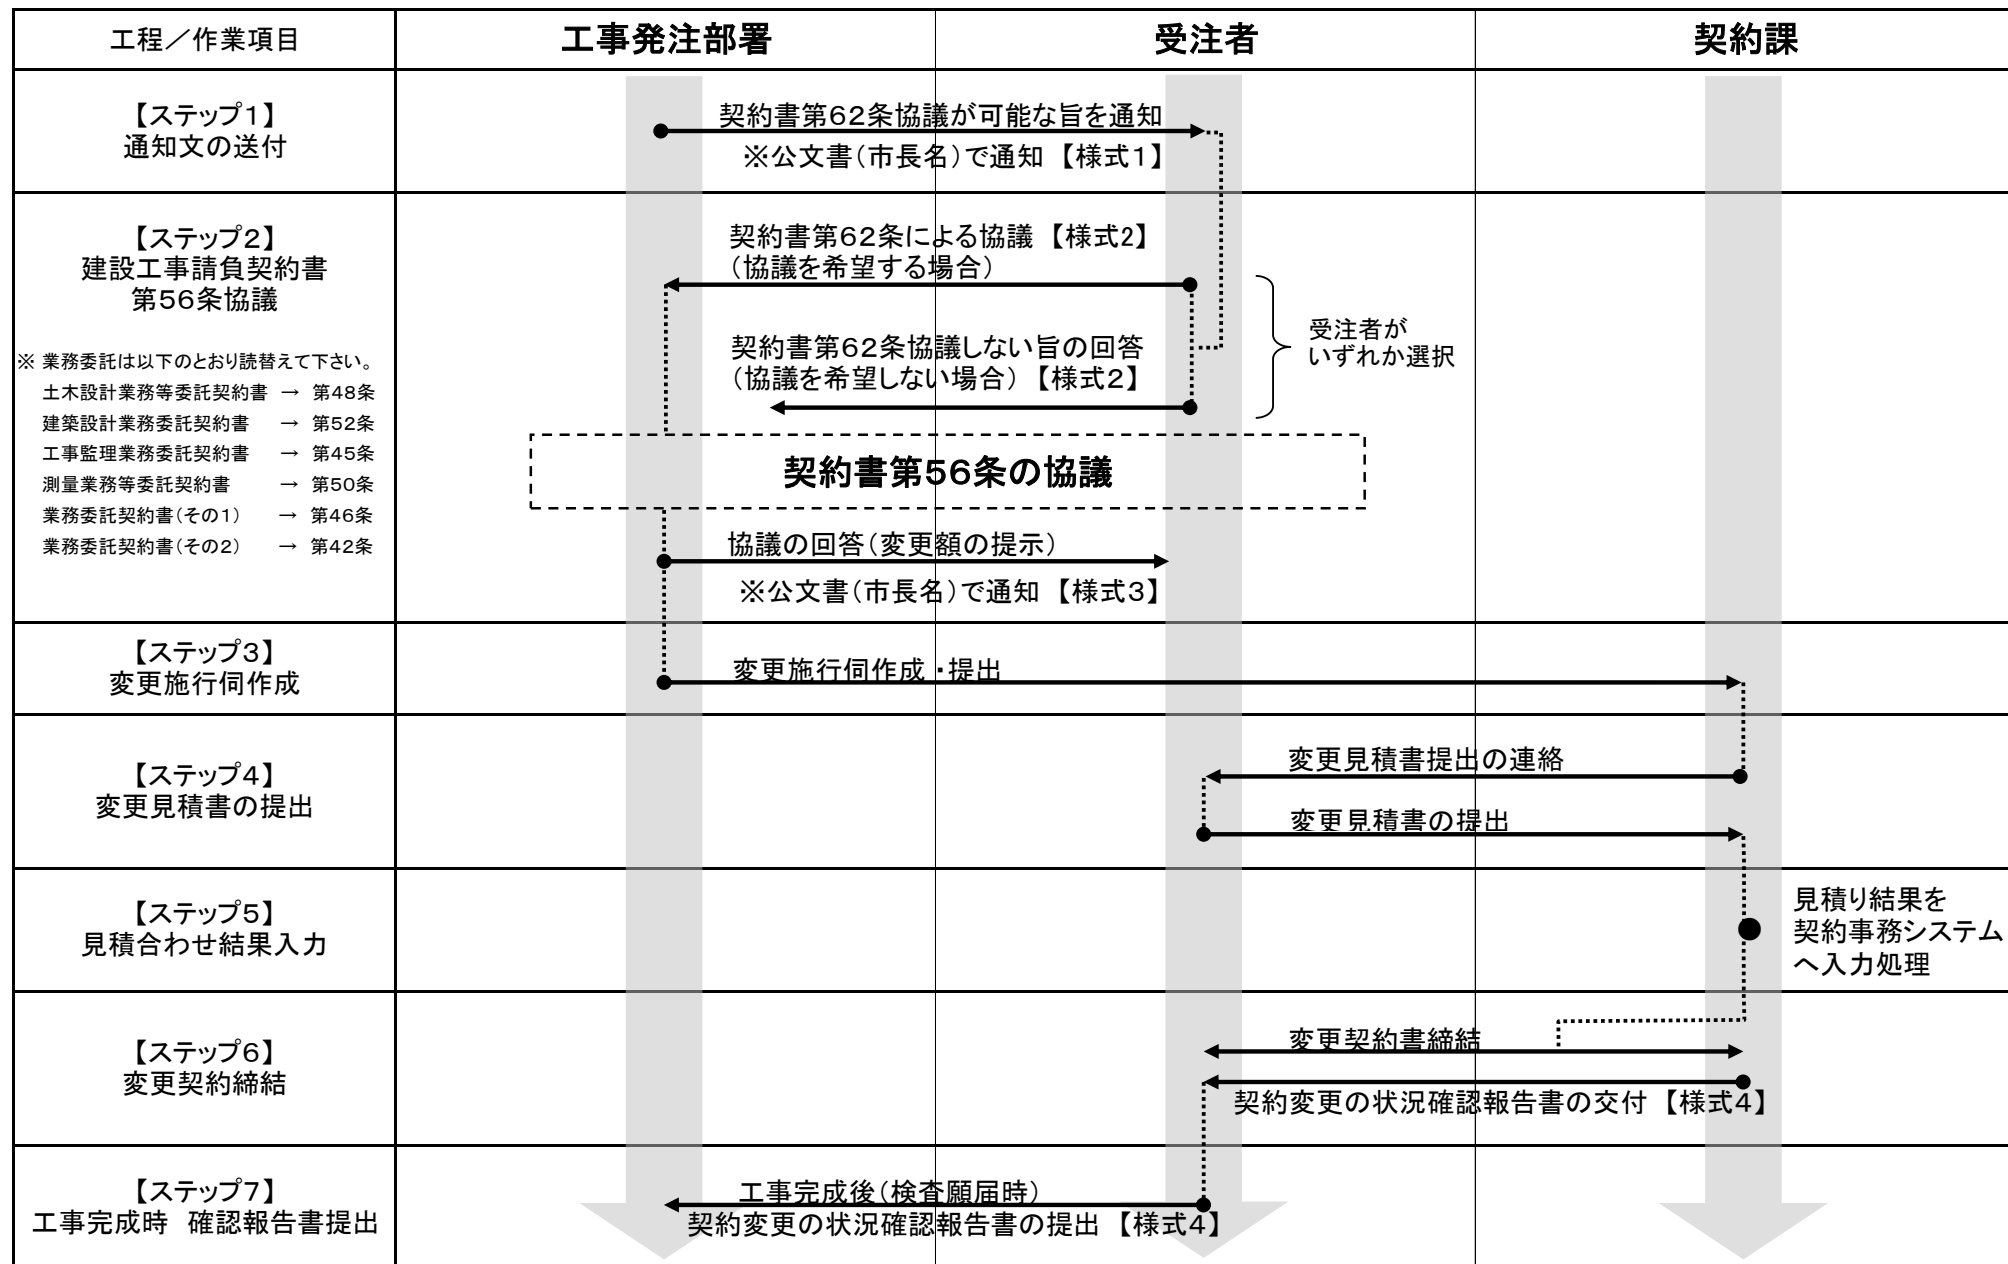 工程／作業項目
工事発注部署
受注者
契約課
【ステップ1】
通知文の送付
契約書第62条協議が可能な旨を通知
※公文書（市長名）で通知 【様式1】
【ステップ2】
建設工事請負契約書
第56条協議
※ 業務委託は以下のとおり読替えて下さい。
土木設計業務等委託契約書 → 第48条
建築設計業務委託契約書 → 第52条
工事監理業務委託契約書 → 第45条
測量業務等委託契約書 → 第50条
業務委託契約書（その1） → 第46条
業務委託契約書（その2） → 第42条
契約書第62条による協議 【様式2】
（協議を希望する場合）
契約書第62条協議しない旨の回答
（協議を希望しない場合） 【様式2】
受注者が
いずれか選択
契約書第56条の協議
協議の回答（変更額の提示）
※公文書（市長名）で通知 【様式3】
【ステップ3】
変更施行伺作成
変更施行伺作成・提出
【ステップ4】
変更見積書の提出
変更見積書提出の連絡
変更見積書の提出
【ステップ5】
見積合わせ結果入力
見積り結果を
契約事務システム
へ入力処理
【ステップ6】
変更契約締結
変更契約書締結
契約変更の状況確認報告書の交付 【様式4】
【ステップ7】
工事完成時　確認報告書提出
工事完成後（検査願届時）
契約変更の状況確認報告書の提出 【様式4】